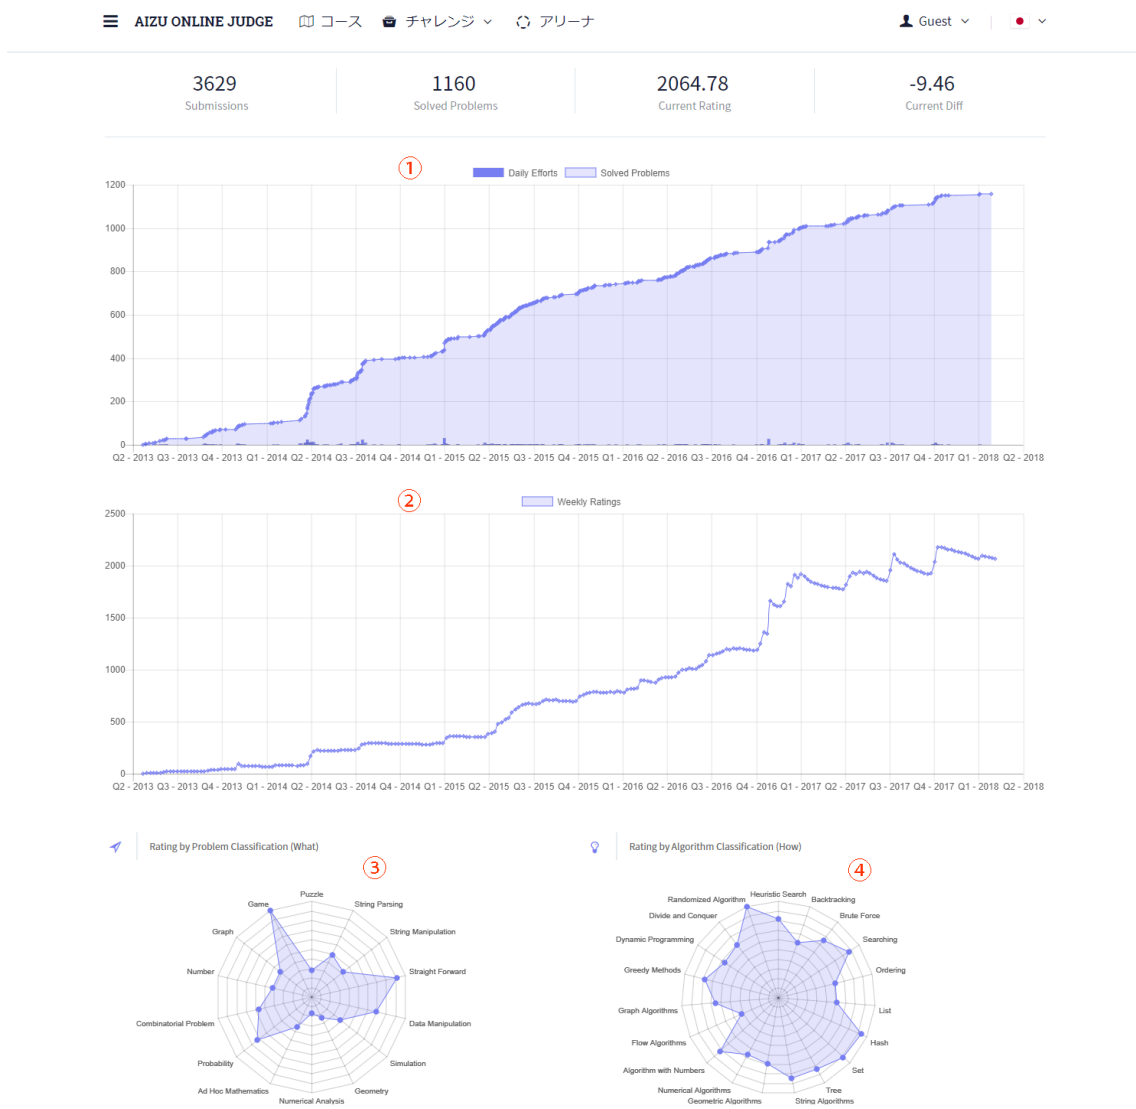 AIZU ONLINE JUDGE コース チャレンジ アリーナ Guest
3629 1160 2064.78 -9.46
Submissions Solved Problems Current Rating Current Diff
①
Daily Efforts Solved Problems
1200
1000
800
600
400
200
0
Q2 - 2013 Q3 - 2013 Q4 - 2013 Q1 - 2014 Q2 - 2014 Q3 - 2014 Q4 - 2014 Q1 - 2015 Q2 - 2015 Q3 - 2015 Q4 - 2015 Q1 - 2016 Q2 - 2016 Q3 - 2016 Q4 - 2016 Q1 - 2017 Q2 - 2017 Q3 - 2017 Q4 - 2017 Q1 - 2018 Q2 - 2018
②
Weekly Ratings
2500
2000
1500
1000
500
0
Q2 - 2013 Q3 - 2013 Q4 - 2013 Q1 - 2014 Q2 - 2014 Q3 - 2014 Q4 - 2014 Q1 - 2015 Q2 - 2015 Q3 - 2015 Q4 - 2015 Q1 - 2016 Q2 - 2016 Q3 - 2016 Q4 - 2016 Q1 - 2017 Q2 - 2017 Q3 - 2017 Q4 - 2017 Q1 - 2018 Q2 - 2018
Rating by Problem Classification (What)
③
Puzzle
String Parsing
String Manipulation
Straight Forward
Data Manipulation
Simulation
Geometry
Numerical Analysis
Ad Hoc Mathematics
Probability
Combinatorial Problem
Number
Graph
Game
Rating by Algorithm Classification (How)
④
Heuristic Search
Backtracking
Brute Force
Searching
Ordering
List
Hash
Set
Tree
String Algorithms
Geometric Algorithms
Numerical Algorithms
Algorithm with Numbers
Flow Algorithms
Graph Algorithms
Greedy Methods
Dynamic Programming
Divide and Conquer
Randomized Algorithm